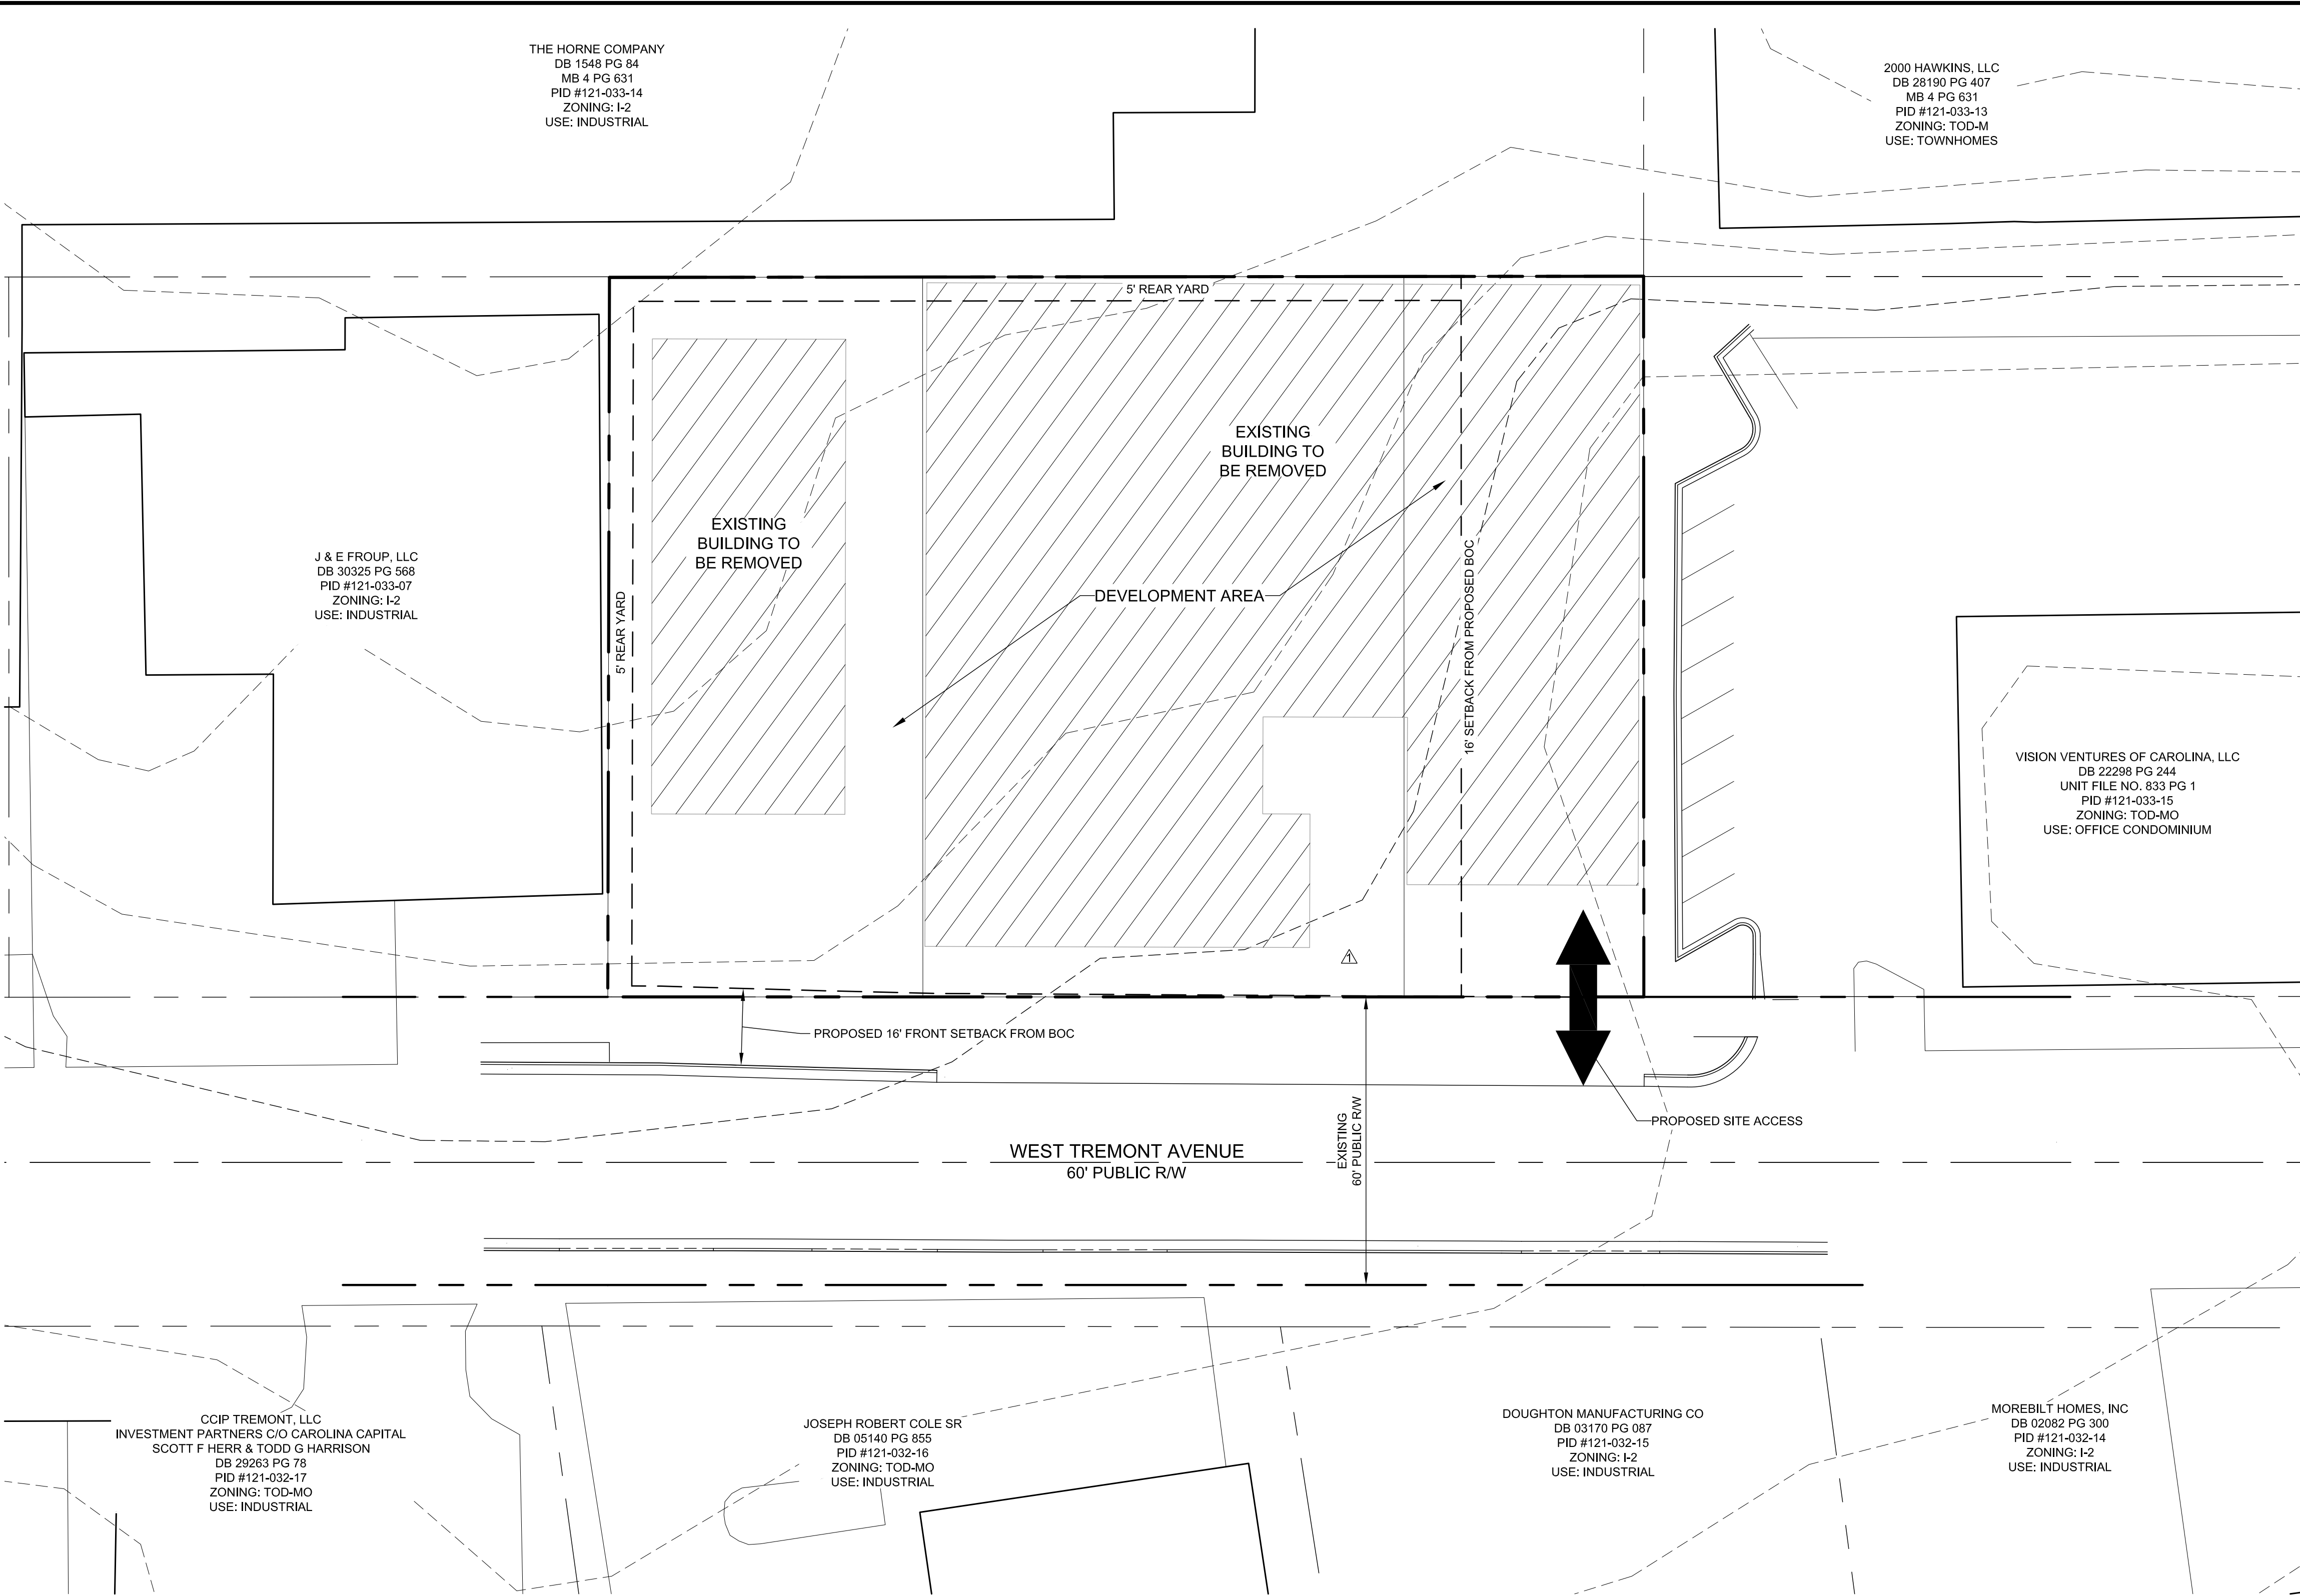 THE HORNE COMPANY
DB 1548 PG 84
MB 4 PG 631
PID #121-033-14
ZONING: I-2
USE: INDUSTRIAL
2000 HAWKINS, LLC
DB 28190 PG 407
MB 4 PG 631
PID #121-033-13
ZONING: TOD-M
USE: TOWNHOMES
5' REAR YARD
EXISTING
BUILDING TO
BE REMOVED
EXISTING
BUILDING TO
BE REMOVED
J & E FROUP, LLC
DB 30325 PG 568
PID #121-033-07
ZONING: I-2
USE: INDUSTRIAL
5' REAR YARD
DEVELOPMENT AREA
16' SETBACK FROM PROPOSED BOC
VISION VENTURES OF CAROLINA, LLC
DB 22298 PG 244
UNIT FILE NO. 833 PG 1
PID #121-033-15
ZONING: TOD-MO
USE: OFFICE CONDOMINIUM
1
PROPOSED 16' FRONT SETBACK FROM BOC
PROPOSED SITE ACCESS
WEST TREMONT AVENUE
60' PUBLIC R/W
EXISTING
60' PUBLIC R/W
CCIP TREMONT, LLC
INVESTMENT PARTNERS C/O CAROLINA CAPITAL
SCOTT F HERR & TODD G HARRISON
DB 29263 PG 78
PID #121-032-17
ZONING: TOD-MO
USE: INDUSTRIAL
JOSEPH ROBERT COLE SR
DB 05140 PG 855
PID #121-032-16
ZONING: TOD-MO
USE: INDUSTRIAL
DOUGHTON MANUFACTURING CO
DB 03170 PG 087
PID #121-032-15
ZONING: I-2
USE: INDUSTRIAL
MOREBILT HOMES, INC
DB 02082 PG 300
PID #121-032-14
ZONING: I-2
USE: INDUSTRIAL